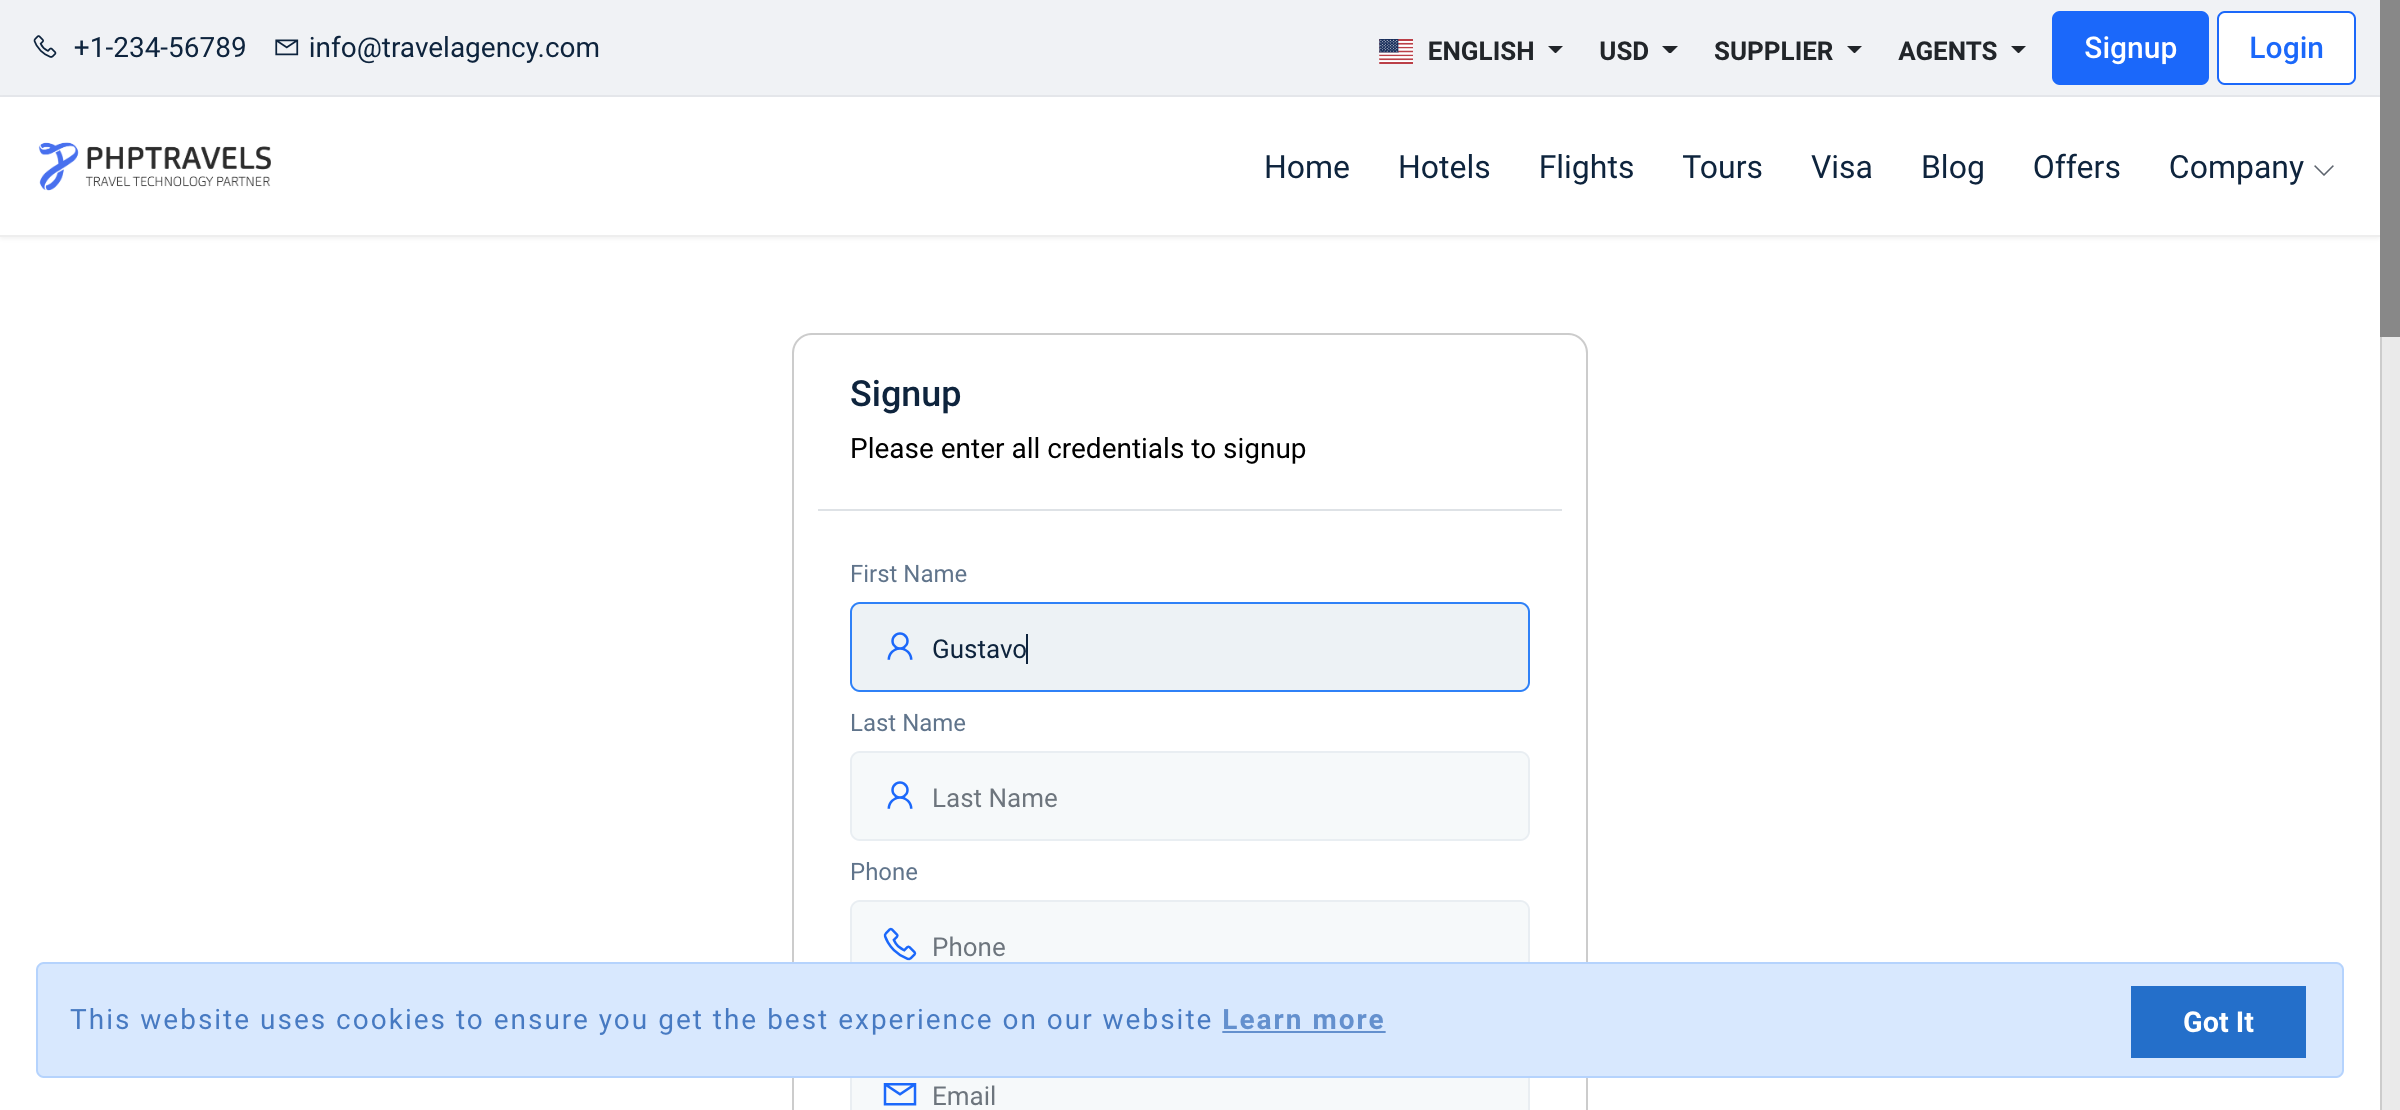 +1-234-56789 info@travelagency.com ENGLISH USD SUPPLIER AGENTS Signup Login
PHPTRAVELS
TRAVEL TECHNOLOGY PARTNER
Home Hotels Flights Tours Visa Blog Offers Company
Signup
Please enter all credentials to signup
First Name
Gustavo
Last Name
Last Name
Phone
Phone
This website uses cookies to ensure you get the best experience on our website Learn more Got It
Email